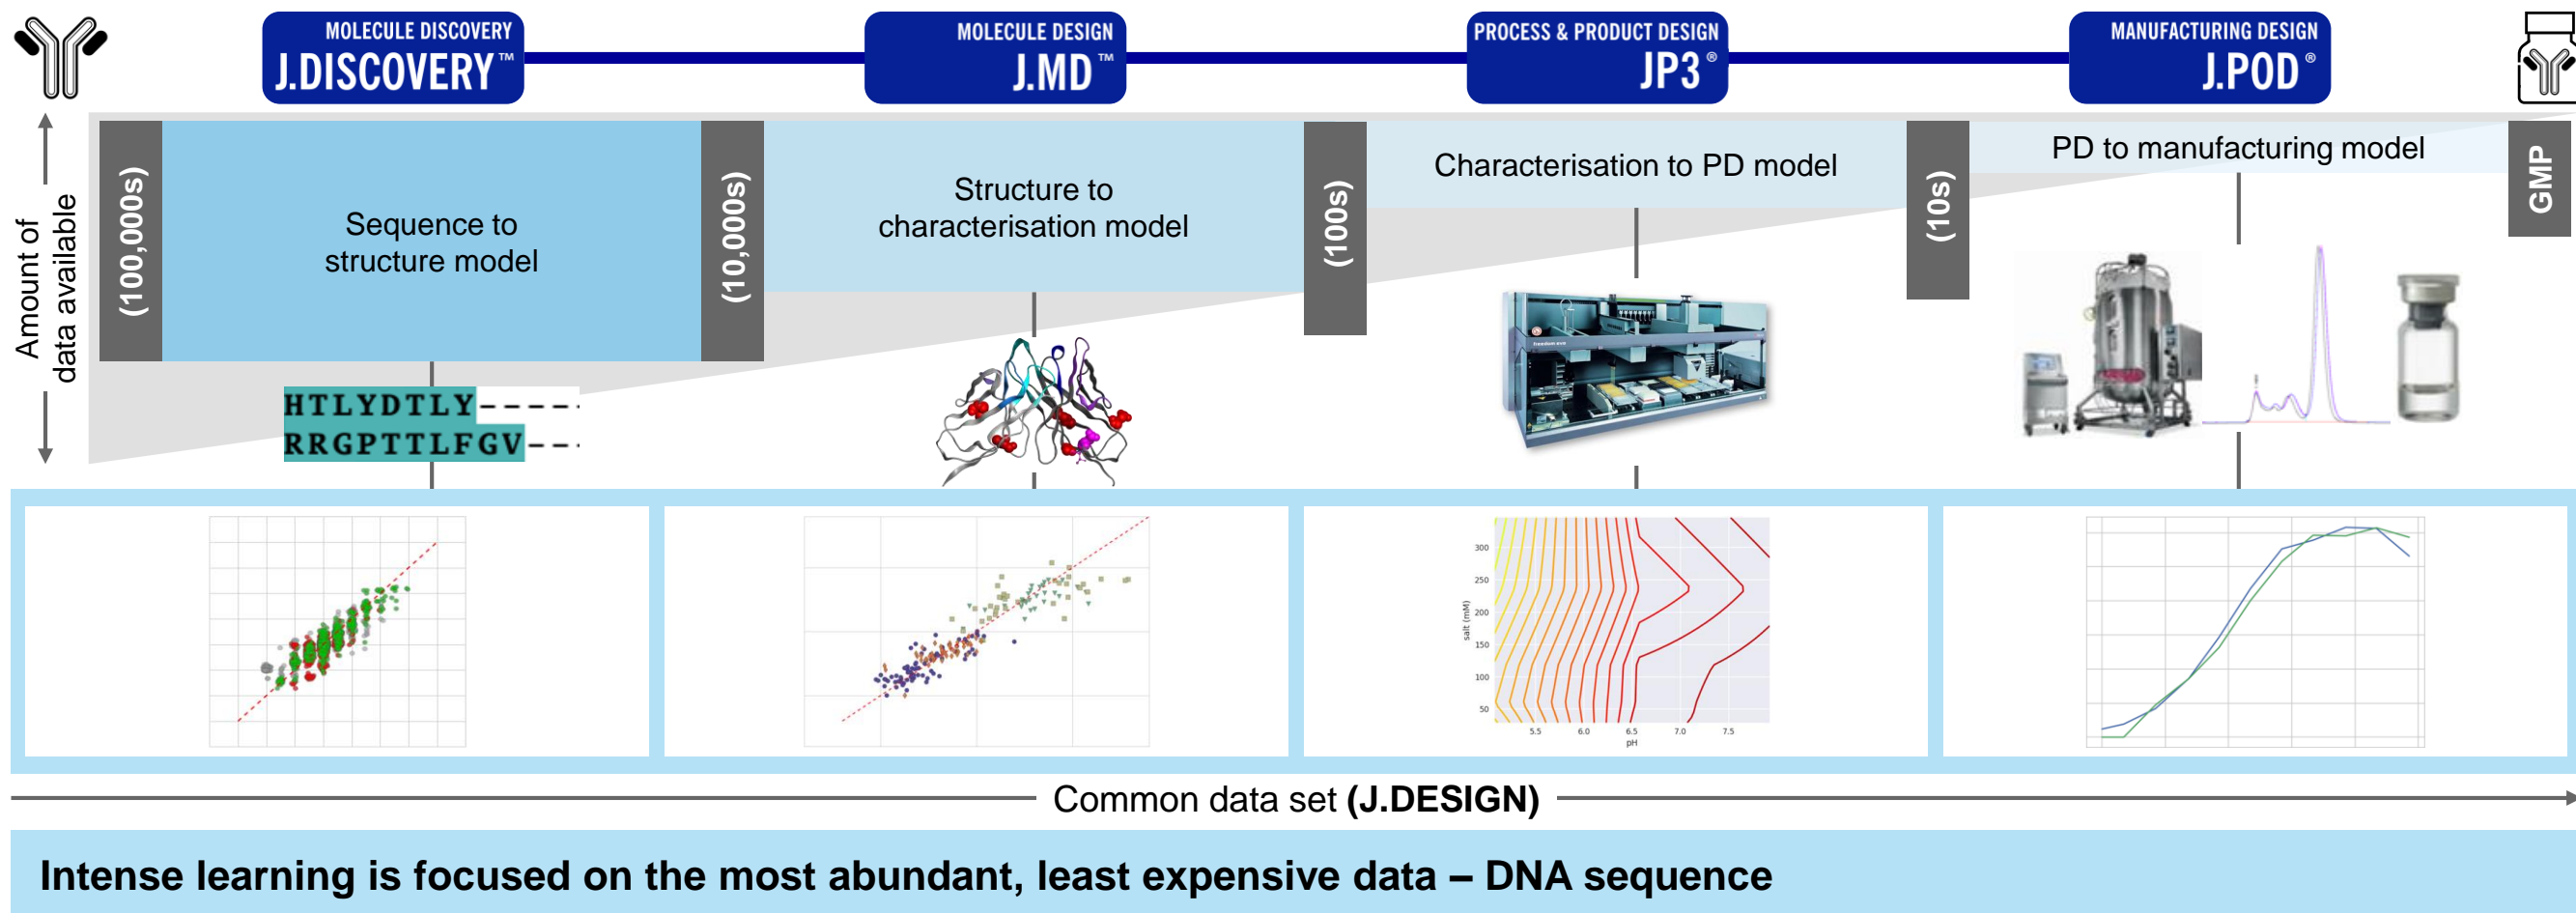 MOLECULE DISCOVERY
J.DISCOVERY™
MOLECULE DESIGN
J.MD™
PROCESS & PRODUCT DESIGN
JP3®
MANUFACTURING DESIGN
J.POD®
Amount of
data available
(100,000s)
Sequence to
structure model
(10,000s)
Structure to
characterisation model
(100s)
Characterisation to PD model
(10s)
PD to manufacturing model
GMP
HTLYDTLY-----
RRGPTTLFGV---
salt (mM)
300
250
200
150
100
50
5.5 6.0 6.5 7.0 7.5
pH
Common data set (J.DESIGN)
Intense learning is focused on the most abundant, least expensive data – DNA sequence